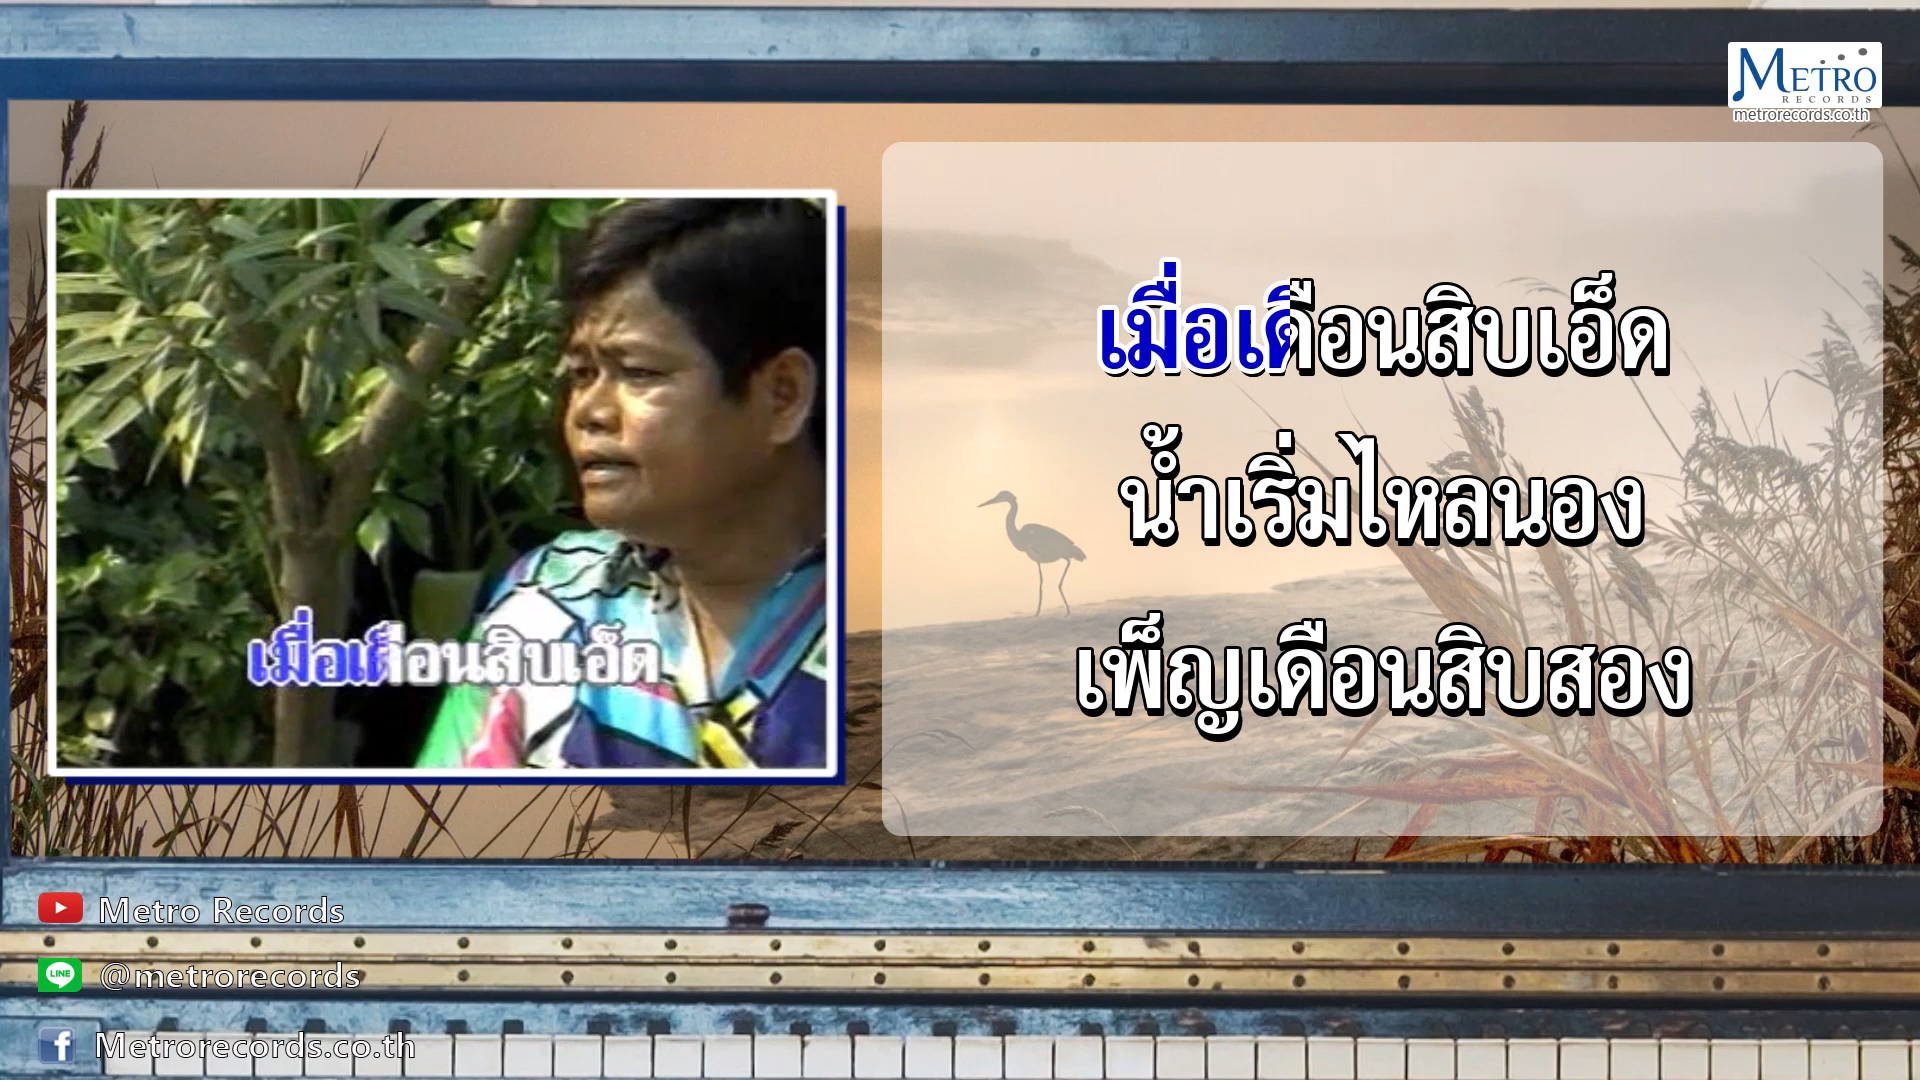 METRO
RECORDS
metrorecords.co.th
เมื่อเดือนสิบเอ็ด
น้ำเริ่มไหลนอง
เพ็ญเดือนสิบสอง
เมื่อเดือนสิบเอ็ด
Metro Records
LINE
@metrorecords
f
Metrorecords.co.th